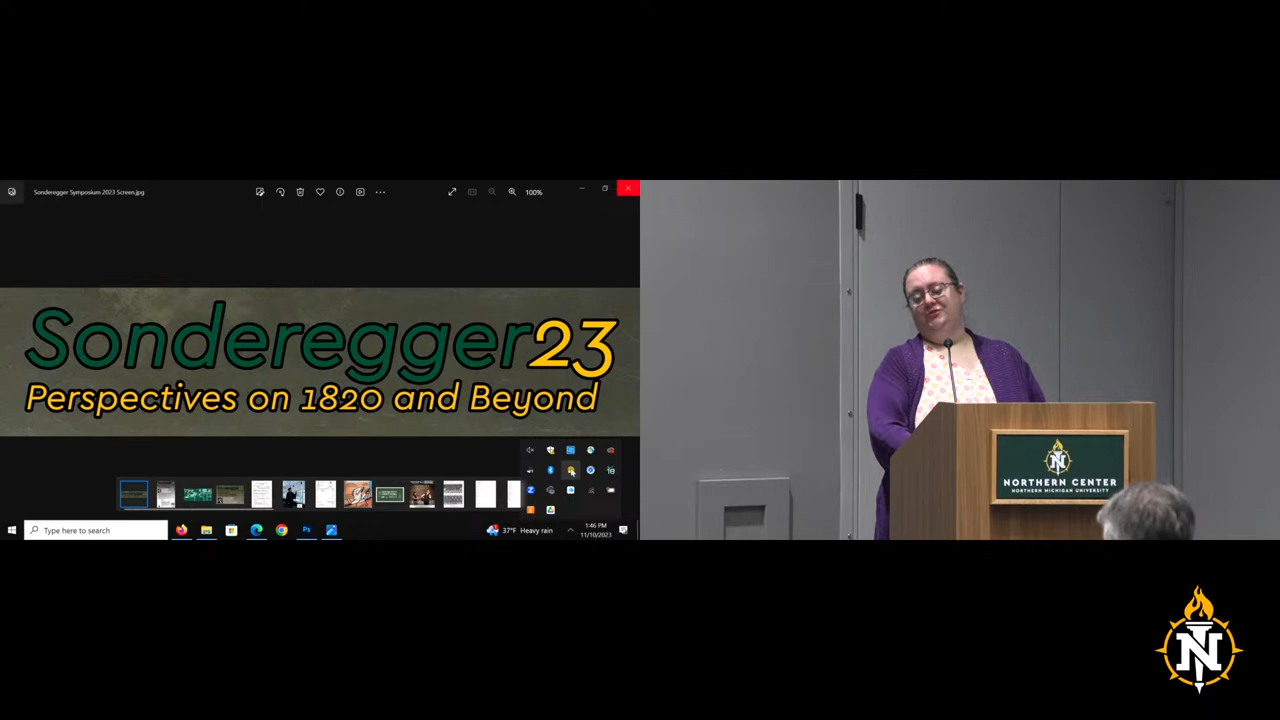 Sonderegger Symposium 2023 Screen.jpg
100%
Sonderegger23
Perspectives on 1820 and Beyond
Type here to search
Ps
37°F Heavy rain
1:46 PM
11/10/2023
N
NORTHERN CENTER
NORTHERN MICHIGAN UNIVERSITY
N